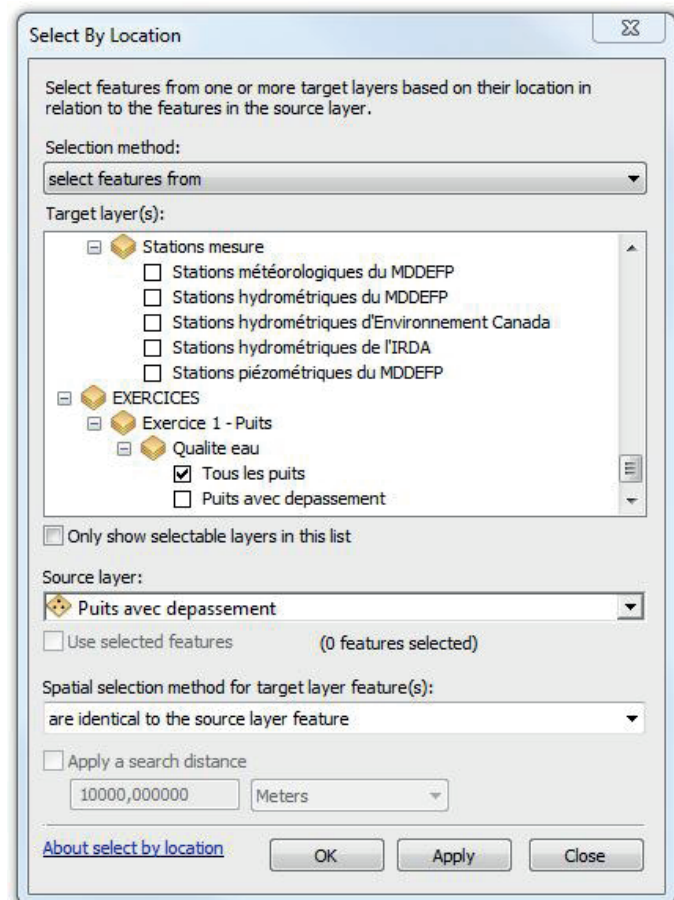 Select By Location
Select features from one or more target layers based on their location in
relation to the features in the source layer.
Selection method:
select features from
Target layer(s):
Stations mesure
Stations météorologiques du MDDEFP
Stations hydrométriques du MDDEFP
Stations hydrométriques d'Environnement Canada
Stations hydrométriques de l'IRDA
Stations piézométriques du MDDEFP
EXERCICES
Exercice 1 - Puits
Qualite eau
Tous les puits
Puits avec depassement
Only show selectable layers in this list
Source layer:
Puits avec depassement
Use selected features (0 features selected)
Spatial selection method for target layer feature(s):
are identical to the source layer feature
Apply a search distance
10000,000000 Meters
About select by location OK Apply Close